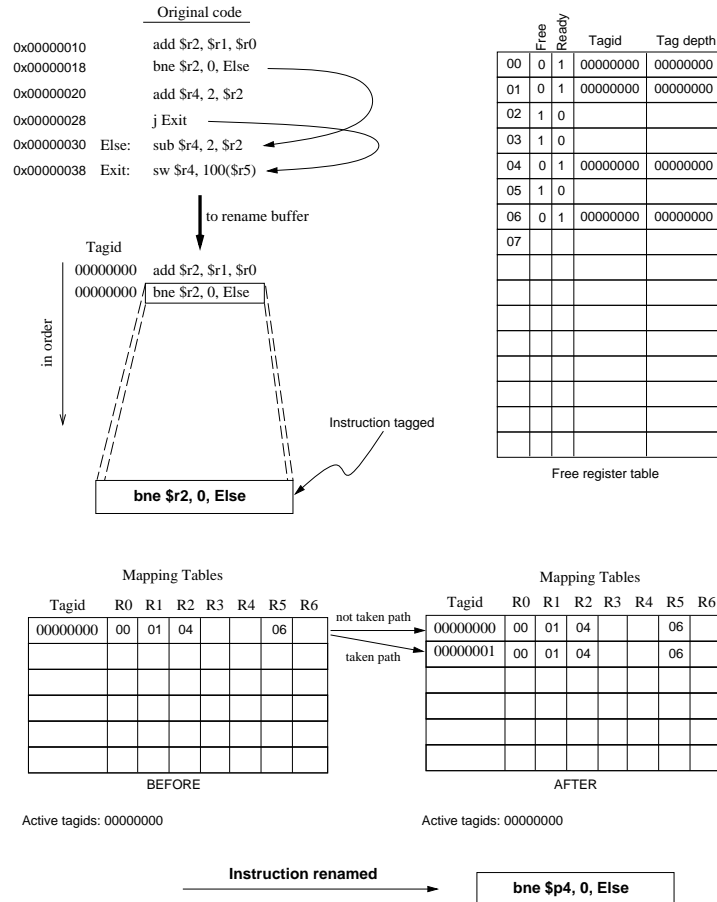 Original code
0x00000010 add $r2, $r1, $r0
0x00000018 bne $r2, 0, Else
0x00000020 add $r4, 2, $r2
0x00000028 j Exit
0x00000030 Else: sub $r4, 2, $r2
0x00000038 Exit: sw $r4, 100($r5)
to rename buffer
Tagid
00000000 add $r2, $r1, $r0
00000000 bne $r2, 0, Else
in order
Instruction tagged
bne $r2, 0, Else
Free Ready Tagid Tag depth
00 0 1 00000000 00000000
01 0 1 00000000 00000000
02 1 0
03 1 0
04 0 1 00000000 00000000
05 1 0
06 0 1 00000000 00000000
07
Free register table
Mapping Tables
Tagid R0 R1 R2 R3 R4 R5 R6
00000000 00 01 04 06
BEFORE
Active tagids: 00000000
not taken path
taken path
Mapping Tables
Tagid R0 R1 R2 R3 R4 R5 R6
00000000 00 01 04 06
00000001 00 01 04 06
AFTER
Active tagids: 00000000
Instruction renamed
bne $p4, 0, Else